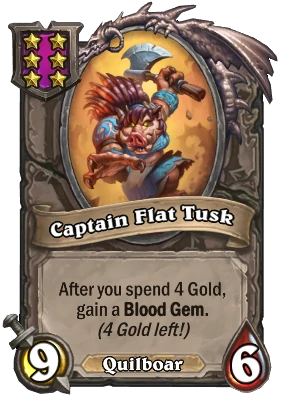 Captain Flat Tusk
After you spend 4 Gold,
gain a Blood Gem.
(4 Gold left!)
Quilboar
9
6